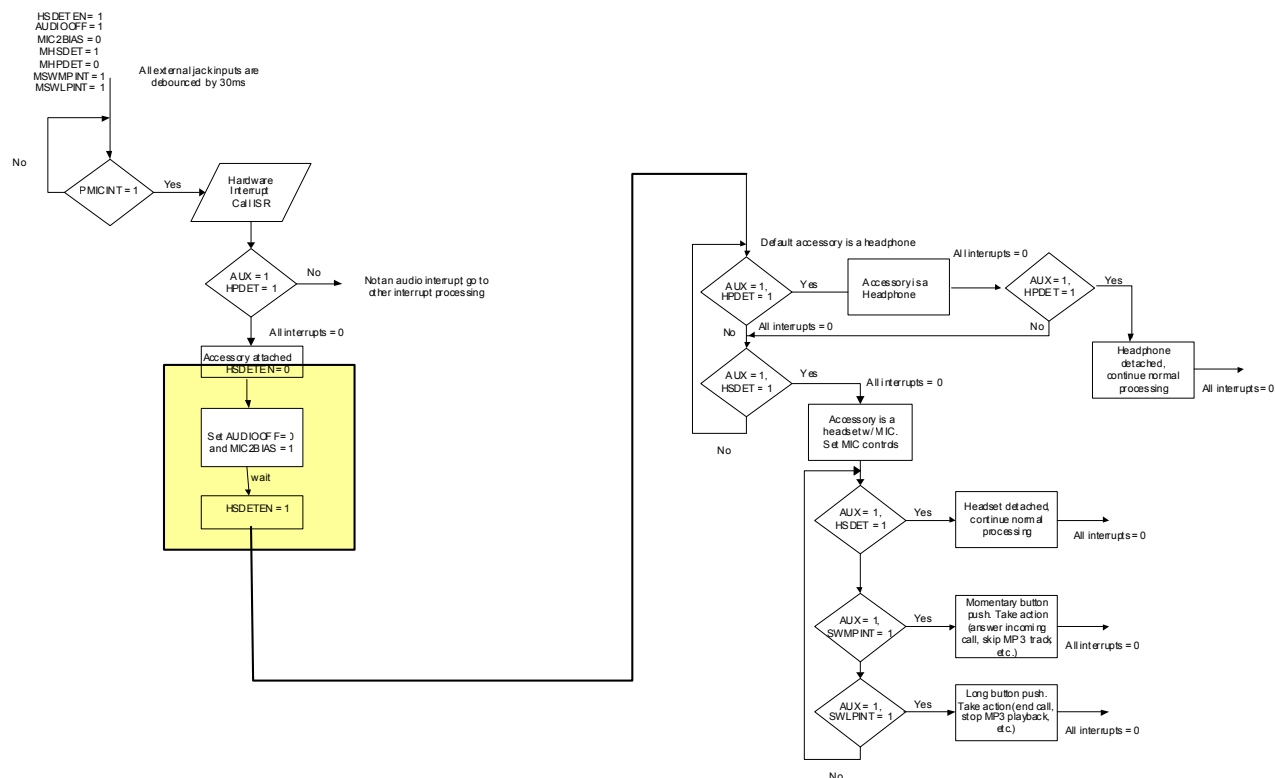 HSDETEN = 1
AUDIOOFF = 1
MIC2BIAS = 0
MHSDET = 1
MHPDET = 0
MSWMPINT = 1
MSWLPINT = 1
All external jack inputs are
debounced by 30ms
No
PMICINT = 1
Yes
Hardware
Interrupt
Call ISR
AUX = 1
HPDET = 1
No
Not an audio interrupt, go to
other interrupt processing
All interrupts = 0
Accessory attached
HSDETEN = 0
Set AUDIOOFF = 0
and MIC2BIAS = 1
wait
HSDETEN = 1
Default accessory is a headphone
AUX = 1,
HPDET = 1
Yes
Accessory is a
Headphone
All interrupts = 0
AUX = 1,
HPDET = 1
Yes
No
No
All interrupts = 0
Headphone
detached,
continue normal
processing
All interrupts = 0
AUX = 1,
HSDET = 1
Yes
All interrupts = 0
No
Accessory is a
headset w/ MIC.
Set MIC controls
AUX = 1,
HSDET = 1
Yes
Headset detached,
continue normal
processing
All interrupts = 0
AUX = 1,
SWMPINT = 1
Yes
Momentary button
push. Take action
(answer incoming
call, skip MP3 track,
etc.)
All interrupts = 0
AUX = 1,
SWLPINT = 1
Yes
Long button push.
Take action (end call,
stop MP3 playback,
etc.)
All interrupts = 0
No